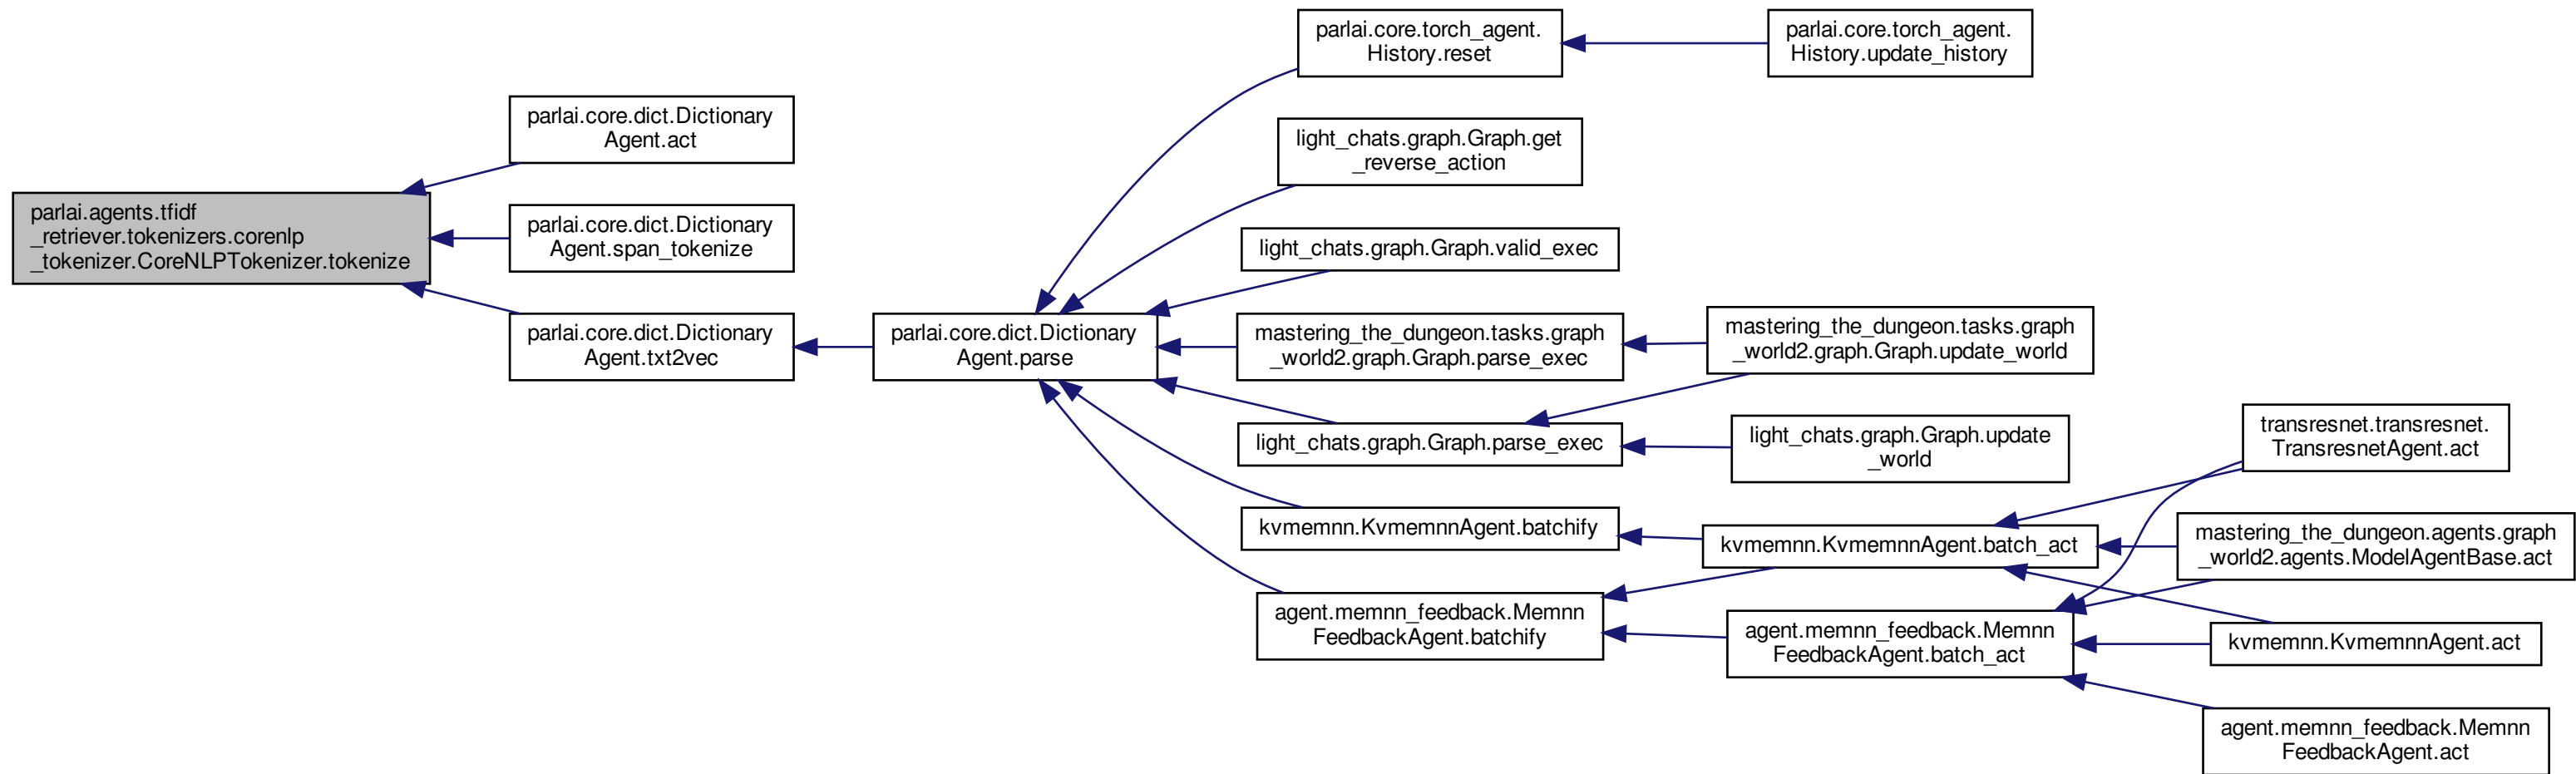 parlai.agents.tfidf
_retriever.tokenizers.corenlp
_tokenizer.CoreNLPTokenizer.tokenize
parlai.core.dict.Dictionary
Agent.act
parlai.core.dict.Dictionary
Agent.span_tokenize
parlai.core.dict.Dictionary
Agent.txt2vec
parlai.core.dict.Dictionary
Agent.parse
parlai.core.torch_agent.
History.reset
parlai.core.torch_agent.
History.update_history
light_chats.graph.Graph.get
_reverse_action
light_chats.graph.Graph.valid_exec
mastering_the_dungeon.tasks.graph
_world2.graph.Graph.parse_exec
mastering_the_dungeon.tasks.graph
_world2.graph.Graph.update_world
light_chats.graph.Graph.parse_exec
light_chats.graph.Graph.update
_world
kvmemnn.KvmemnnAgent.batchify
kvmemnn.KvmemnnAgent.batch_act
agent.memnn_feedback.Memnn
FeedbackAgent.batchify
agent.memnn_feedback.Memnn
FeedbackAgent.batch_act
transresnet.transresnet.
TransresnetAgent.act
mastering_the_dungeon.agents.graph
_world2.agents.ModelAgentBase.act
kvmemnn.KvmemnnAgent.act
agent.memnn_feedback.Memnn
FeedbackAgent.act